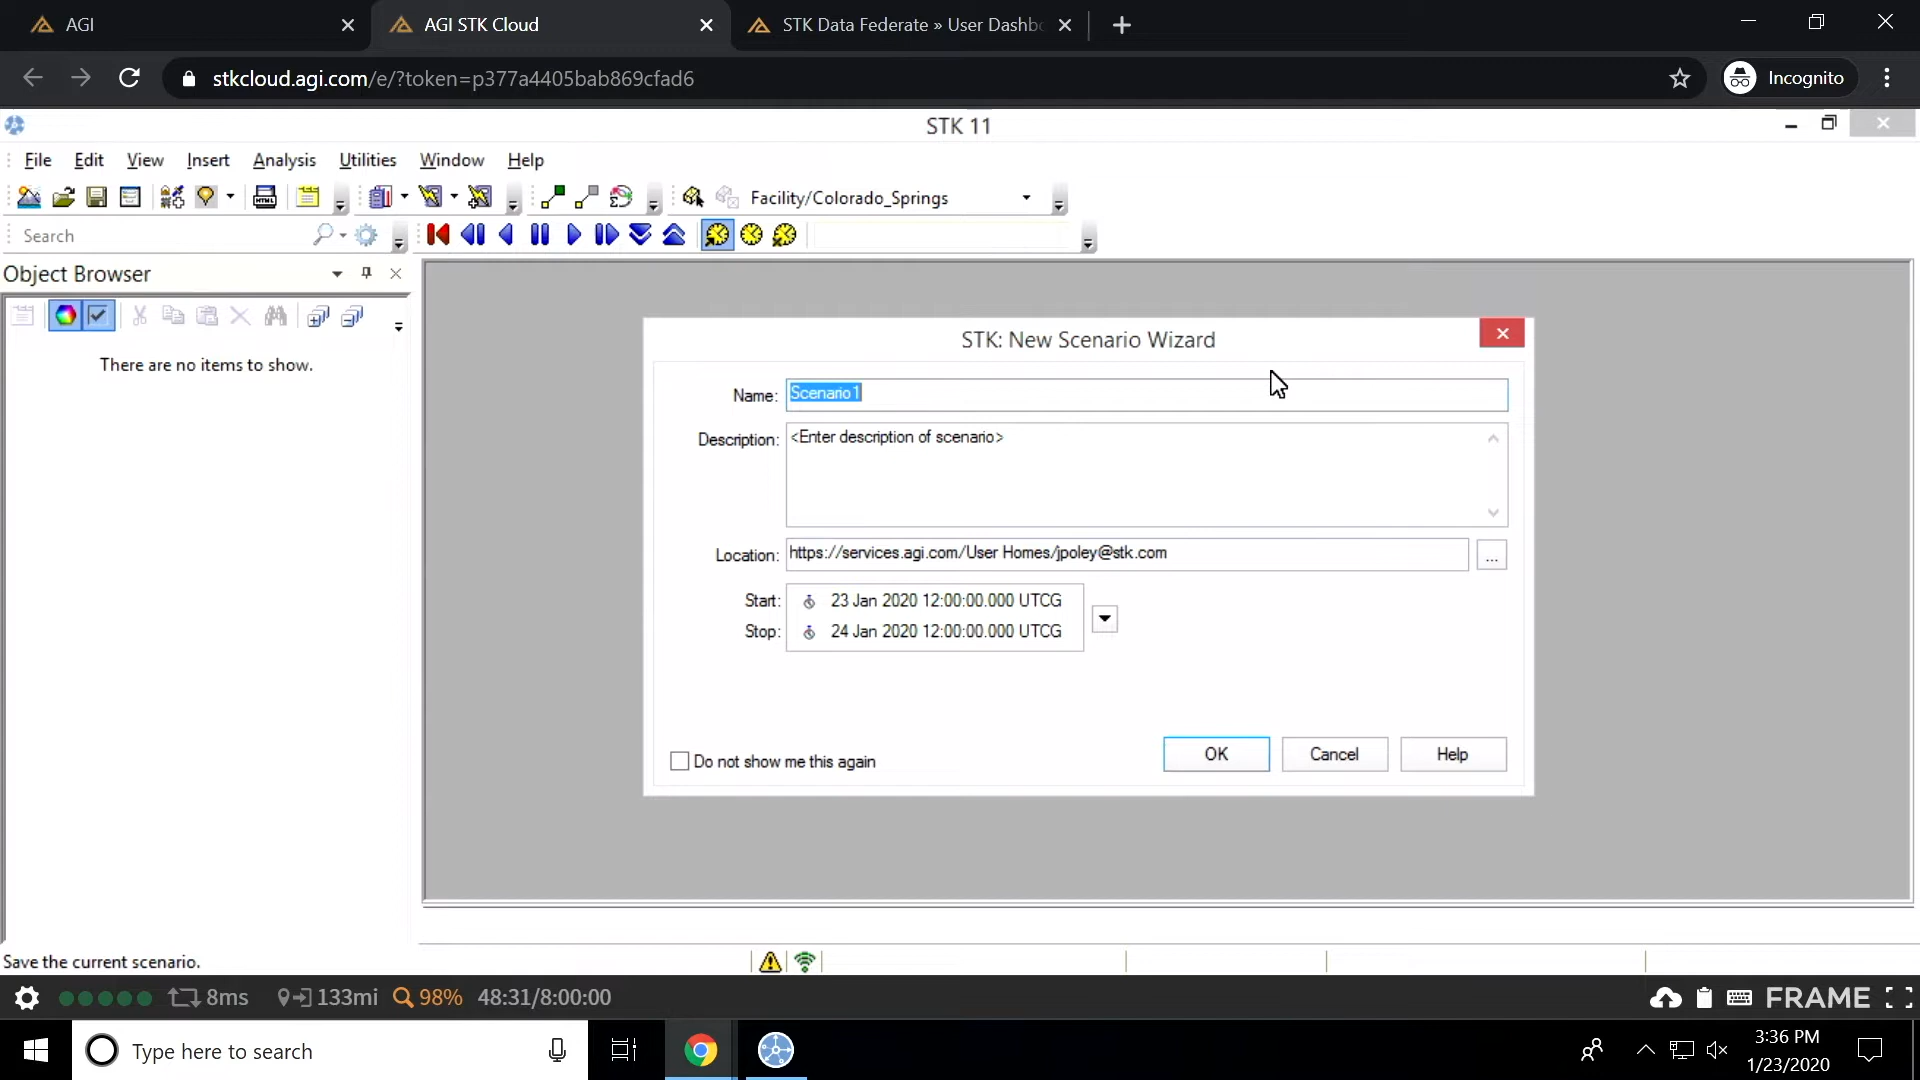 AGI
AGI STK Cloud
STK Data Federate » User Dashbo
stkcloud.agi.com/e/?token=p377a4405bab869cfad6
Incognito
STK 11
File Edit View Insert Analysis Utilities Window Help
HTML
Facility/Colorado_Springs
Search
Object Browser
There are no items to show.
STK: New Scenario Wizard
Name: Scenario1
Description: <Enter description of scenario>
Location: https://services.agi.com/User Homes/jpoley@stk.com ...
Start: 23 Jan 2020 12:00:00.000 UTCG
Stop: 24 Jan 2020 12:00:00.000 UTCG
Do not show me this again
OK Cancel Help
Save the current scenario.
8ms 133mi 98% 48:31/8:00:00
FRAME
Type here to search
3:36 PM
1/23/2020